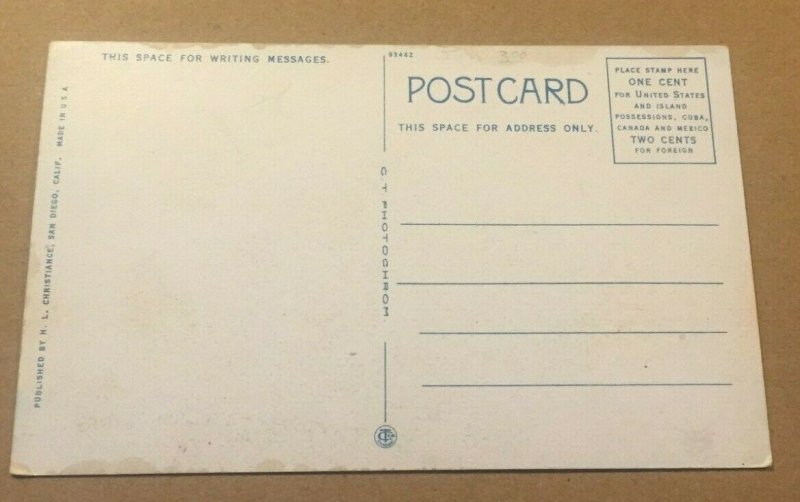 THIS SPACE FOR WRITING MESSAGES.
PUBLISHED BY H. L. CHRISTIANCE, SAN DIEGO, CALIF. MADE IN U S A
C.T PHOTOCHROM
53462
POSTCARD
THIS SPACE FOR ADDRESS ONLY.
PLACE STAMP HERE
ONE CENT
FOR UNITED STATES
AND ISLAND
POSSESSIONS, CUBA,
CANADA AND MEXICO
TWO CENTS
FOR FOREIGN